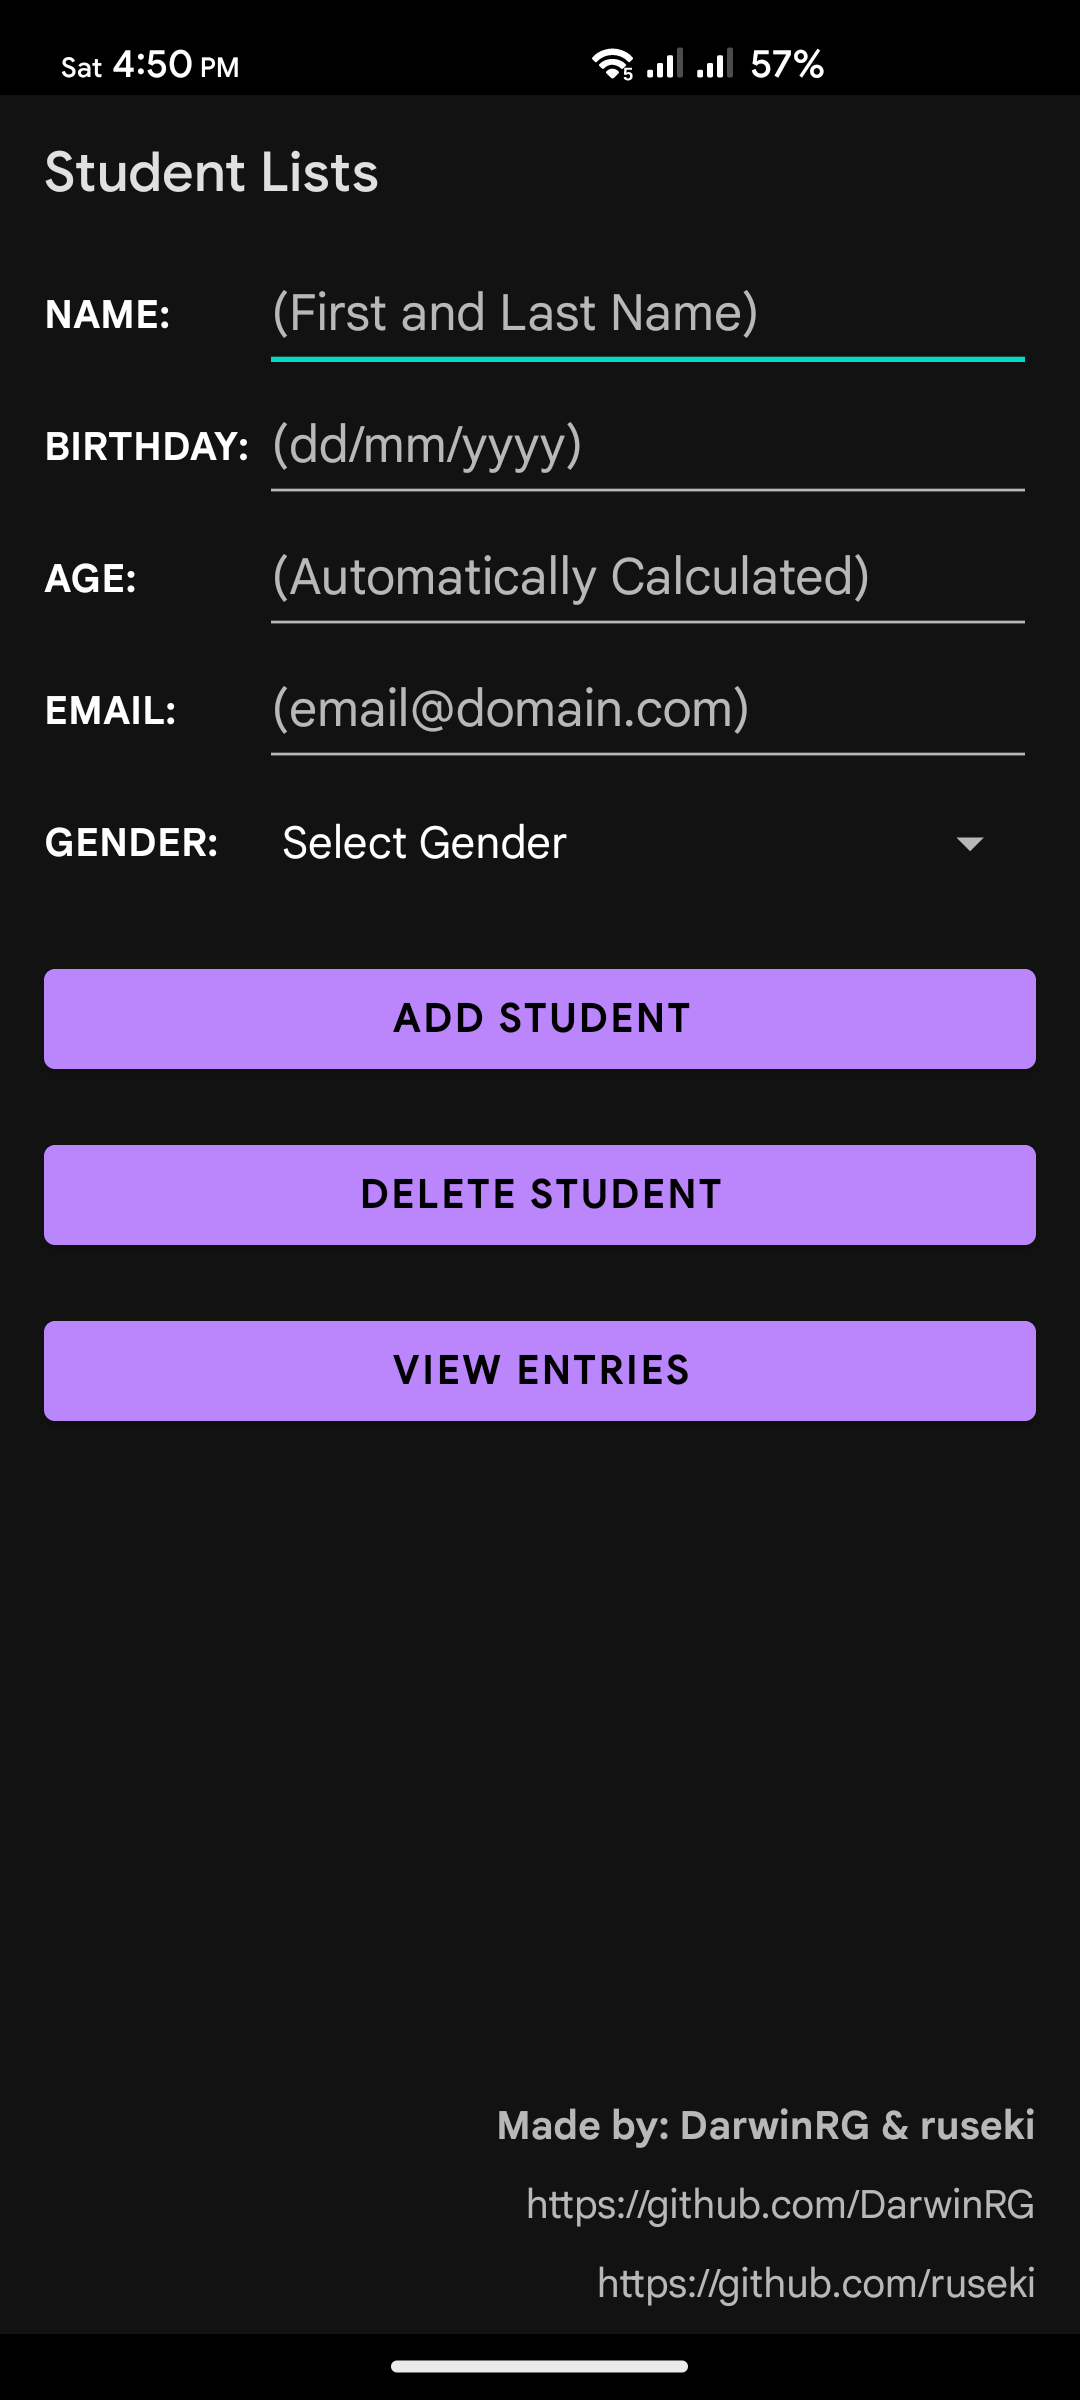 Sat 4:50 PM 5 57%
Student Lists
NAME: (First and Last Name)
BIRTHDAY: (dd/mm/yyyy)
AGE: (Automatically Calculated)
EMAIL: (email@domain.com)
GENDER: Select Gender
ADD STUDENT
DELETE STUDENT
VIEW ENTRIES
Made by: DarwinRG & ruseki
https://github.com/DarwinRG
https://github.com/ruseki